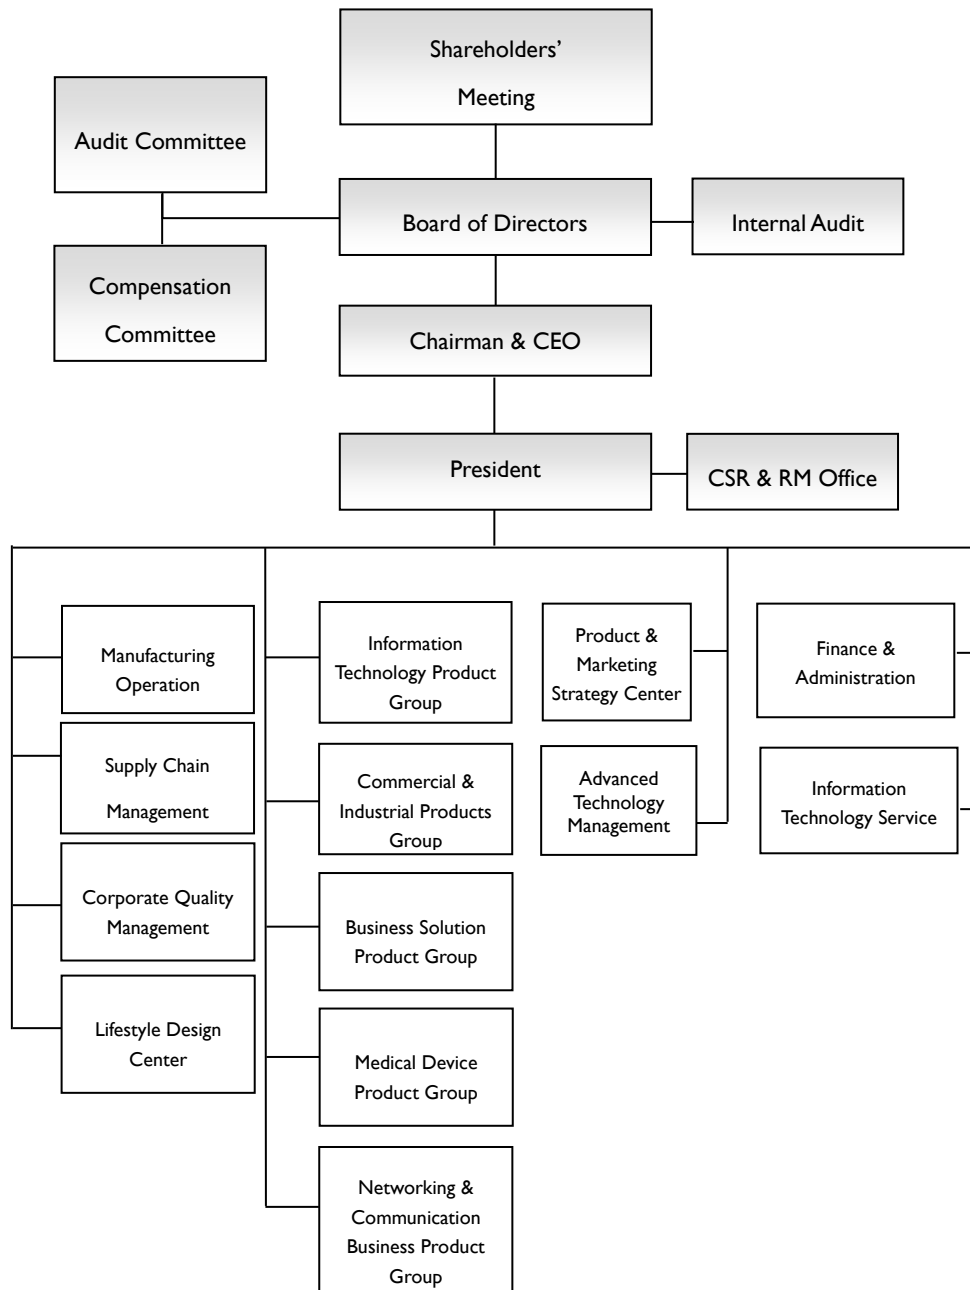 Shareholders’
Meeting
Audit Committee
Board of Directors
Internal Audit
Compensation
Committee
Chairman & CEO
President
CSR & RM Office
Manufacturing
Operation
Information
Technology Product
Group
Product &
Marketing
Strategy Center
Finance &
Administration
Supply Chain
Management
Commercial &
Industrial Products
Group
Advanced
Technology
Management
Information
Technology Service
Corporate Quality
Management
Business Solution
Product Group
Lifestyle Design
Center
Medical Device
Product Group
Networking &
Communication
Business Product
Group